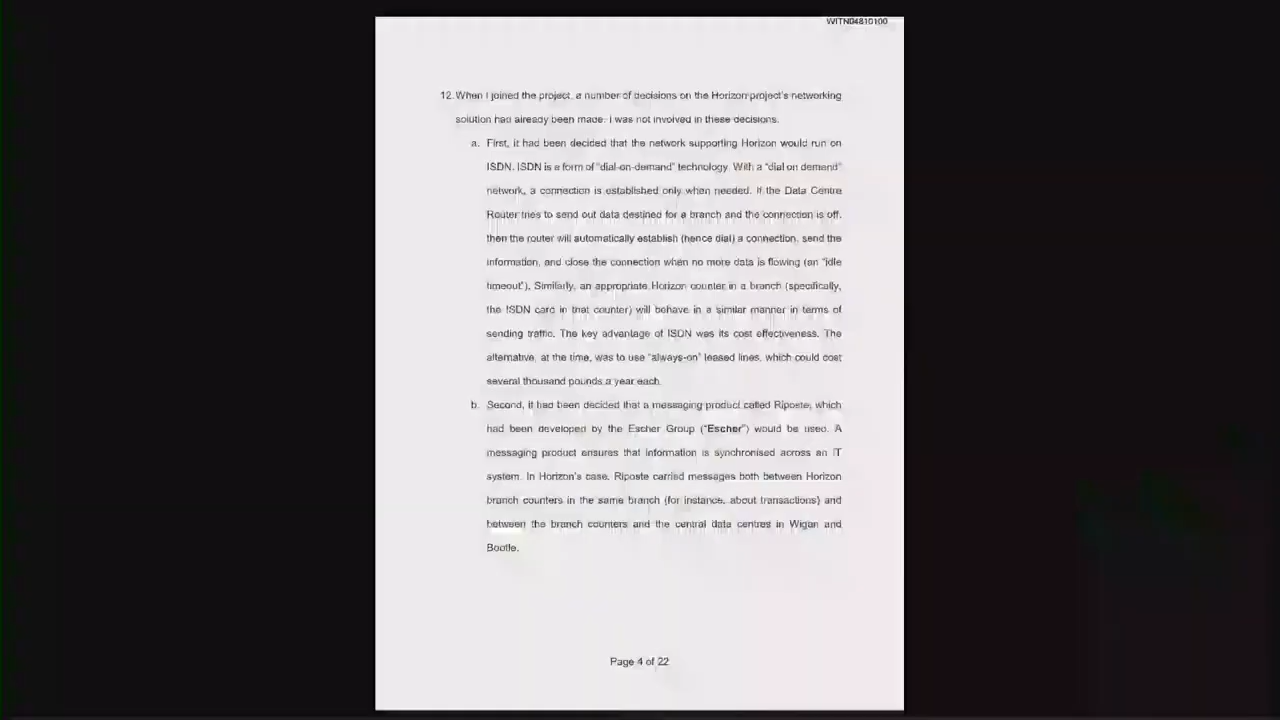 WITN04810100
12. When I joined the project, a number of decisions on the Horizon project's networking
solution had already been made. I was not involved in these decisions.
a. First, it had been decided that the network supporting Horizon would run on
ISDN. ISDN is a form of "dial-on-demand" technology. With a "dial on demand"
network, a connection is established only when needed. If the Data Centre
Router tries to send out data destined for a branch and the connection is off,
then the router will automatically establish (hence dial) a connection, send the
information, and close the connection when no more data is flowing (an "idle
timeout"). Similarly, an appropriate Horizon counter in a branch (specifically,
the ISDN card in that counter) will behave in a similar manner in terms of
sending traffic. The key advantage of ISDN was its cost effectiveness. The
alternative, at the time, was to use "always-on" leased lines, which could cost
several thousand pounds a year each.
b. Second, it had been decided that a messaging product called Riposte, which
had been developed by the Escher Group ("Escher") would be used. A
messaging product ensures that information is synchronised across an IT
system. In Horizon's case, Riposte carried messages both between Horizon
branch counters in the same branch (for instance, about transactions) and
between the branch counters and the central data centres in Wigan and
Bootle.
Page 4 of 22